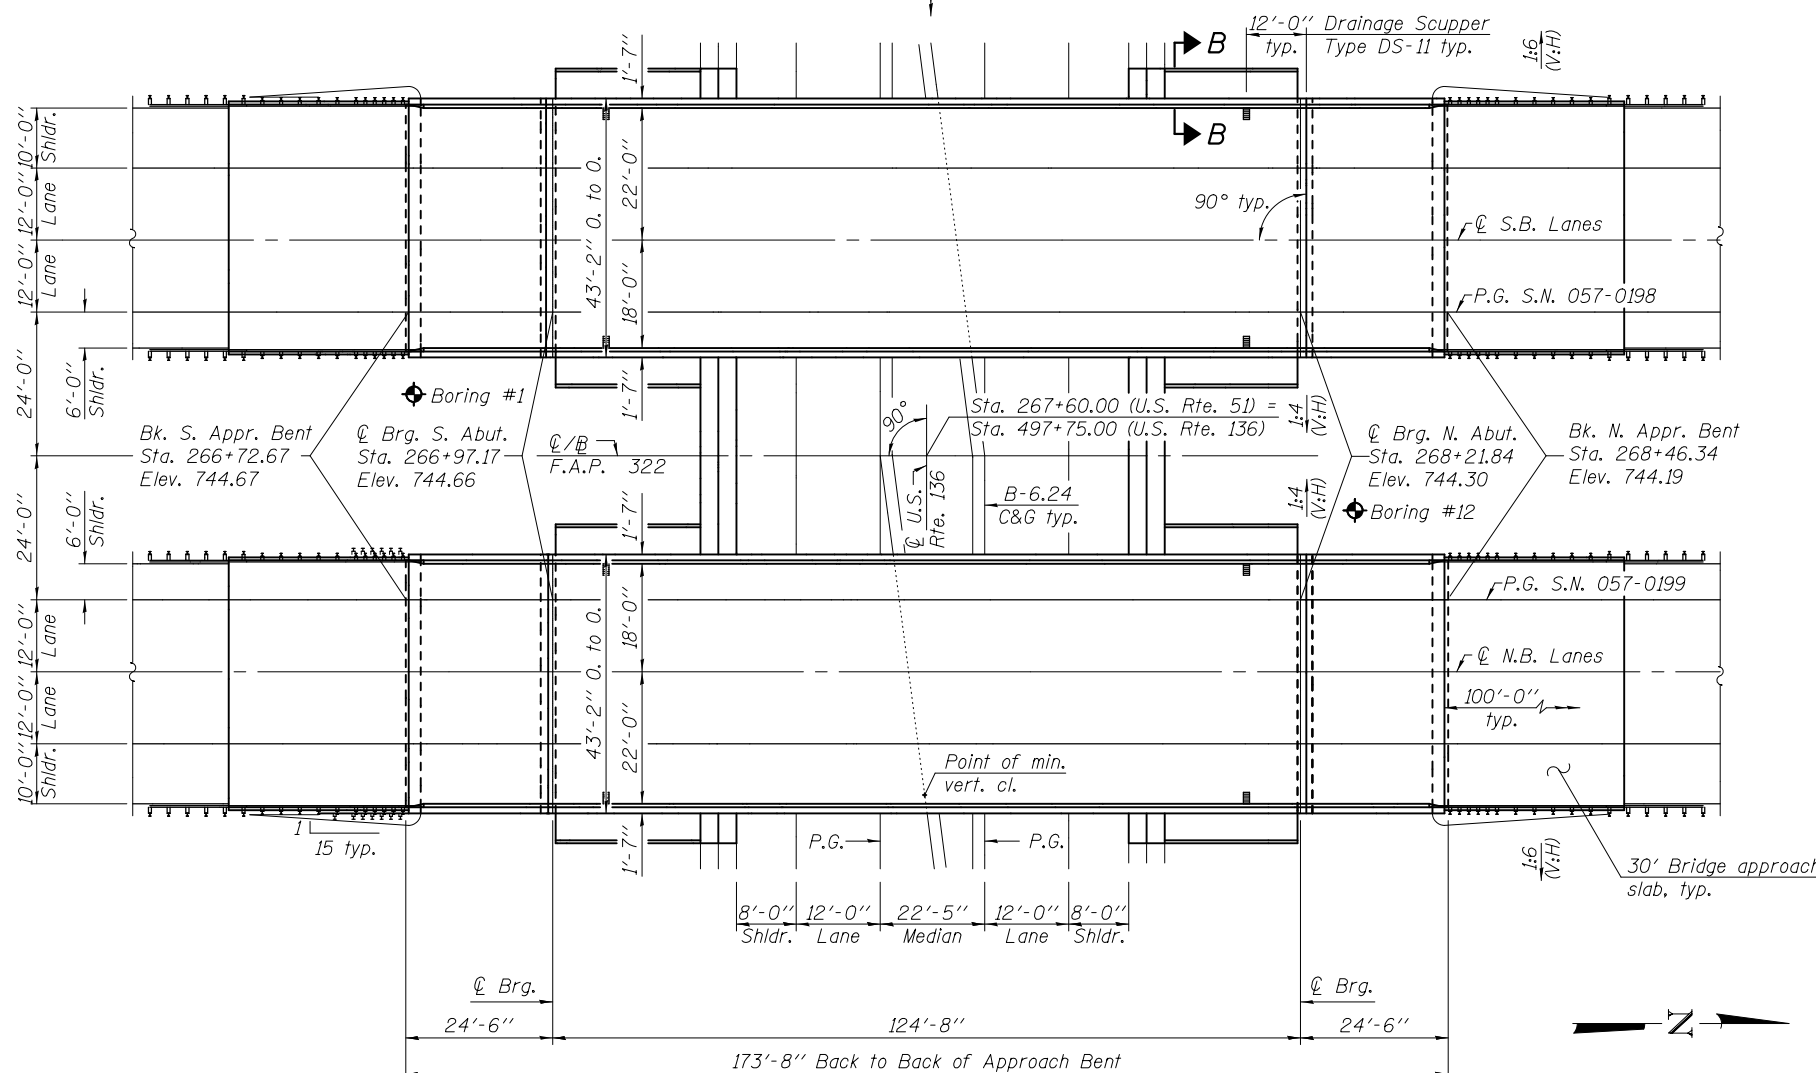 12'-0" Drainage Scupper
typ. Type DS-11 typ.
B
B
1:6
(V:H)
1'-7"
10'-0"
Shldr.
12'-0"
Lane
12'-0"
Lane
24'-0"
6'-0"
Shldr.
43'-2" O. to O.
22'-0"
18'-0"
1'-7"
90° typ.
℄ S.B. Lanes
P.G. S.N. 057-0198
Boring #1
Bk. S. Appr. Bent
Sta. 266+72.67
Elev. 744.67
℄ Brg. S. Abut.
Sta. 266+97.17
Elev. 744.66
℄/B
F.A.P. 322
90°
Sta. 267+60.00 (U.S. Rte. 51) =
Sta. 497+75.00 (U.S. Rte. 136)
℄ U.S.
Rte. 136
B-6.24
C&G typ.
1:4
(V:H)
1:4
(V:H)
℄ Brg. N. Abut.
Sta. 268+21.84
Elev. 744.30
Bk. N. Appr. Bent
Sta. 268+46.34
Elev. 744.19
Boring #12
24'-0"
6'-0"
Shldr.
12'-0"
Lane
12'-0"
Lane
10'-0"
Shldr.
1'-7"
43'-2" O. to O.
18'-0"
22'-0"
1'-7"
P.G. S.N. 057-0199
℄ N.B. Lanes
100'-0"
typ.
Point of min.
vert. cl.
1
15 typ.
P.G.
P.G.
1:6
(V:H)
30' Bridge approach
slab, typ.
8'-0" 12'-0" 22'-5" 12'-0" 8'-0"
Shldr. Lane Median Lane Shldr.
℄ Brg.
℄ Brg.
24'-6" 124'-8" 24'-6"
N
173'-8" Back to Back of Approach Bent